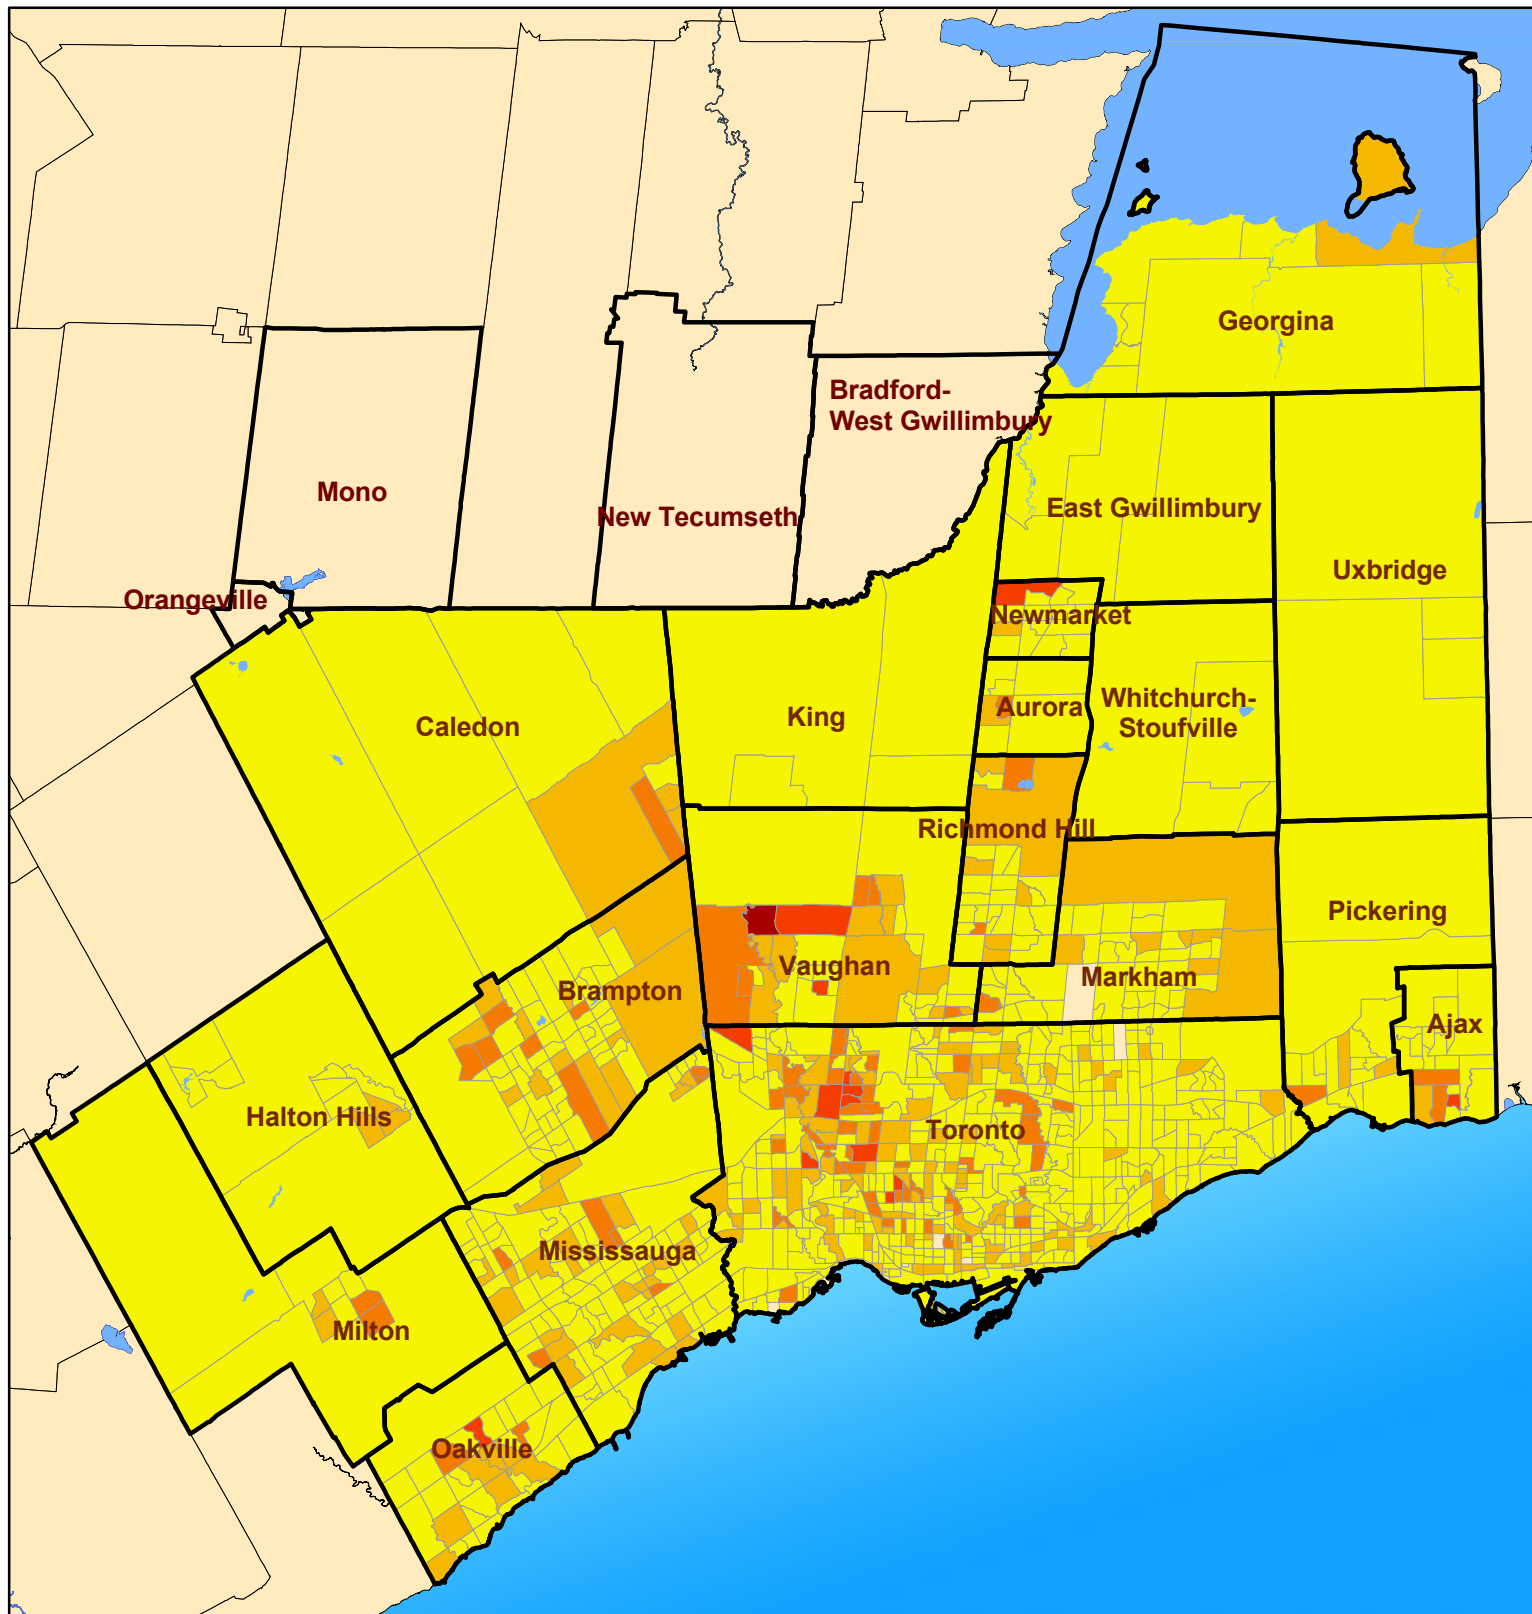 Georgina
Bradford-
West Gwillimbury
Mono
East Gwillimbury
New Tecumseth
Uxbridge
Orangeville
Newmarket
Whitchurch-
Stoufville
Aurora
King
Caledon
Richmond Hill
Pickering
Vaughan
Markham
Brampton
Ajax
Halton Hills
Toronto
Mississauga
Milton
Oakville